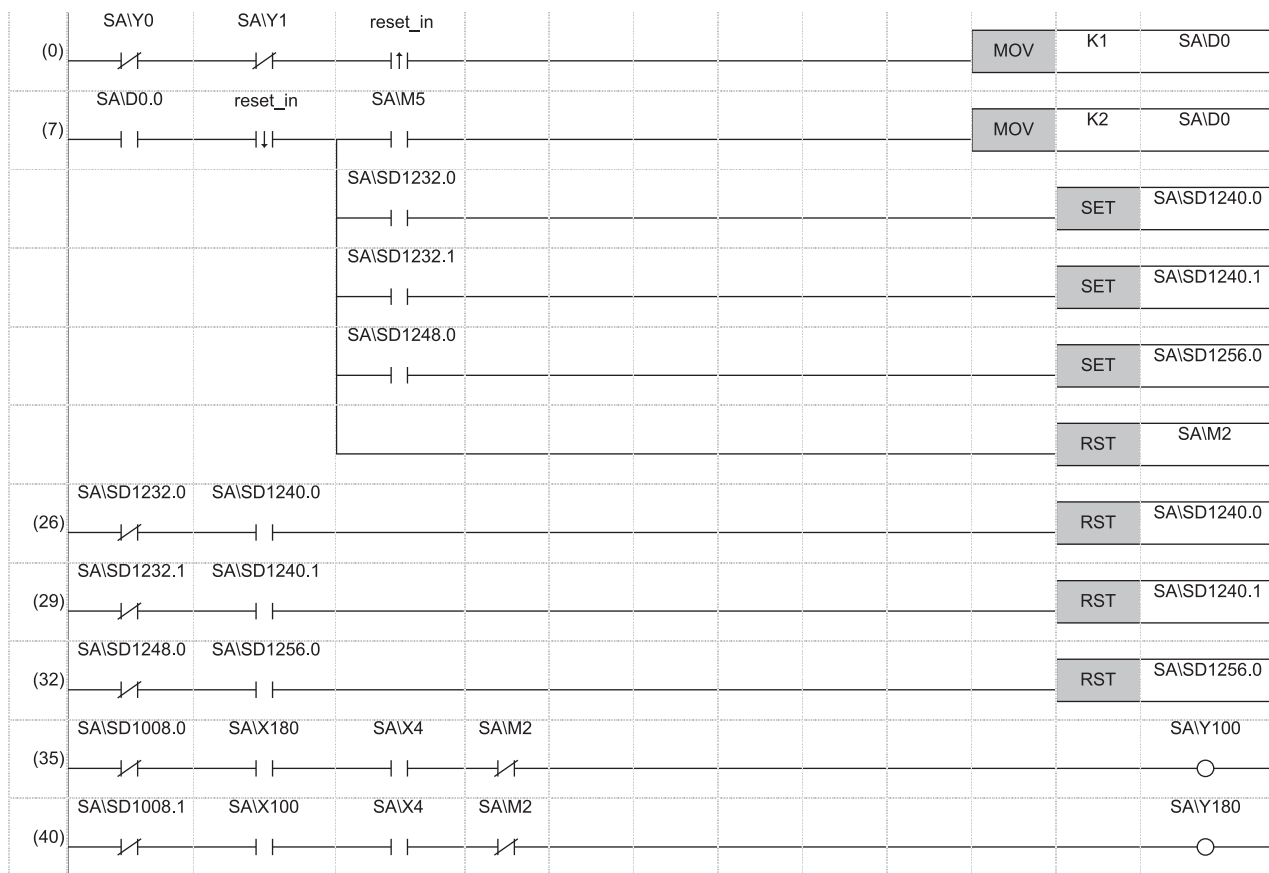 SA\Y0 SA\Y1 reset_in
(0) MOV K1 SA\D0
SA\D0.0 reset_in SA\M5
(7) MOV K2 SA\D0
SA\SD1232.0
SET SA\SD1240.0
SA\SD1232.1
SET SA\SD1240.1
SA\SD1248.0
SET SA\SD1256.0
RST SA\M2
SA\SD1232.0 SA\SD1240.0
(26) RST SA\SD1240.0
SA\SD1232.1 SA\SD1240.1
(29) RST SA\SD1240.1
SA\SD1248.0 SA\SD1256.0
(32) RST SA\SD1256.0
SA\SD1008.0 SA\X180 SA\X4 SA\M2 SA\Y100
(35)
SA\SD1008.1 SA\X100 SA\X4 SA\M2 SA\Y180
(40)